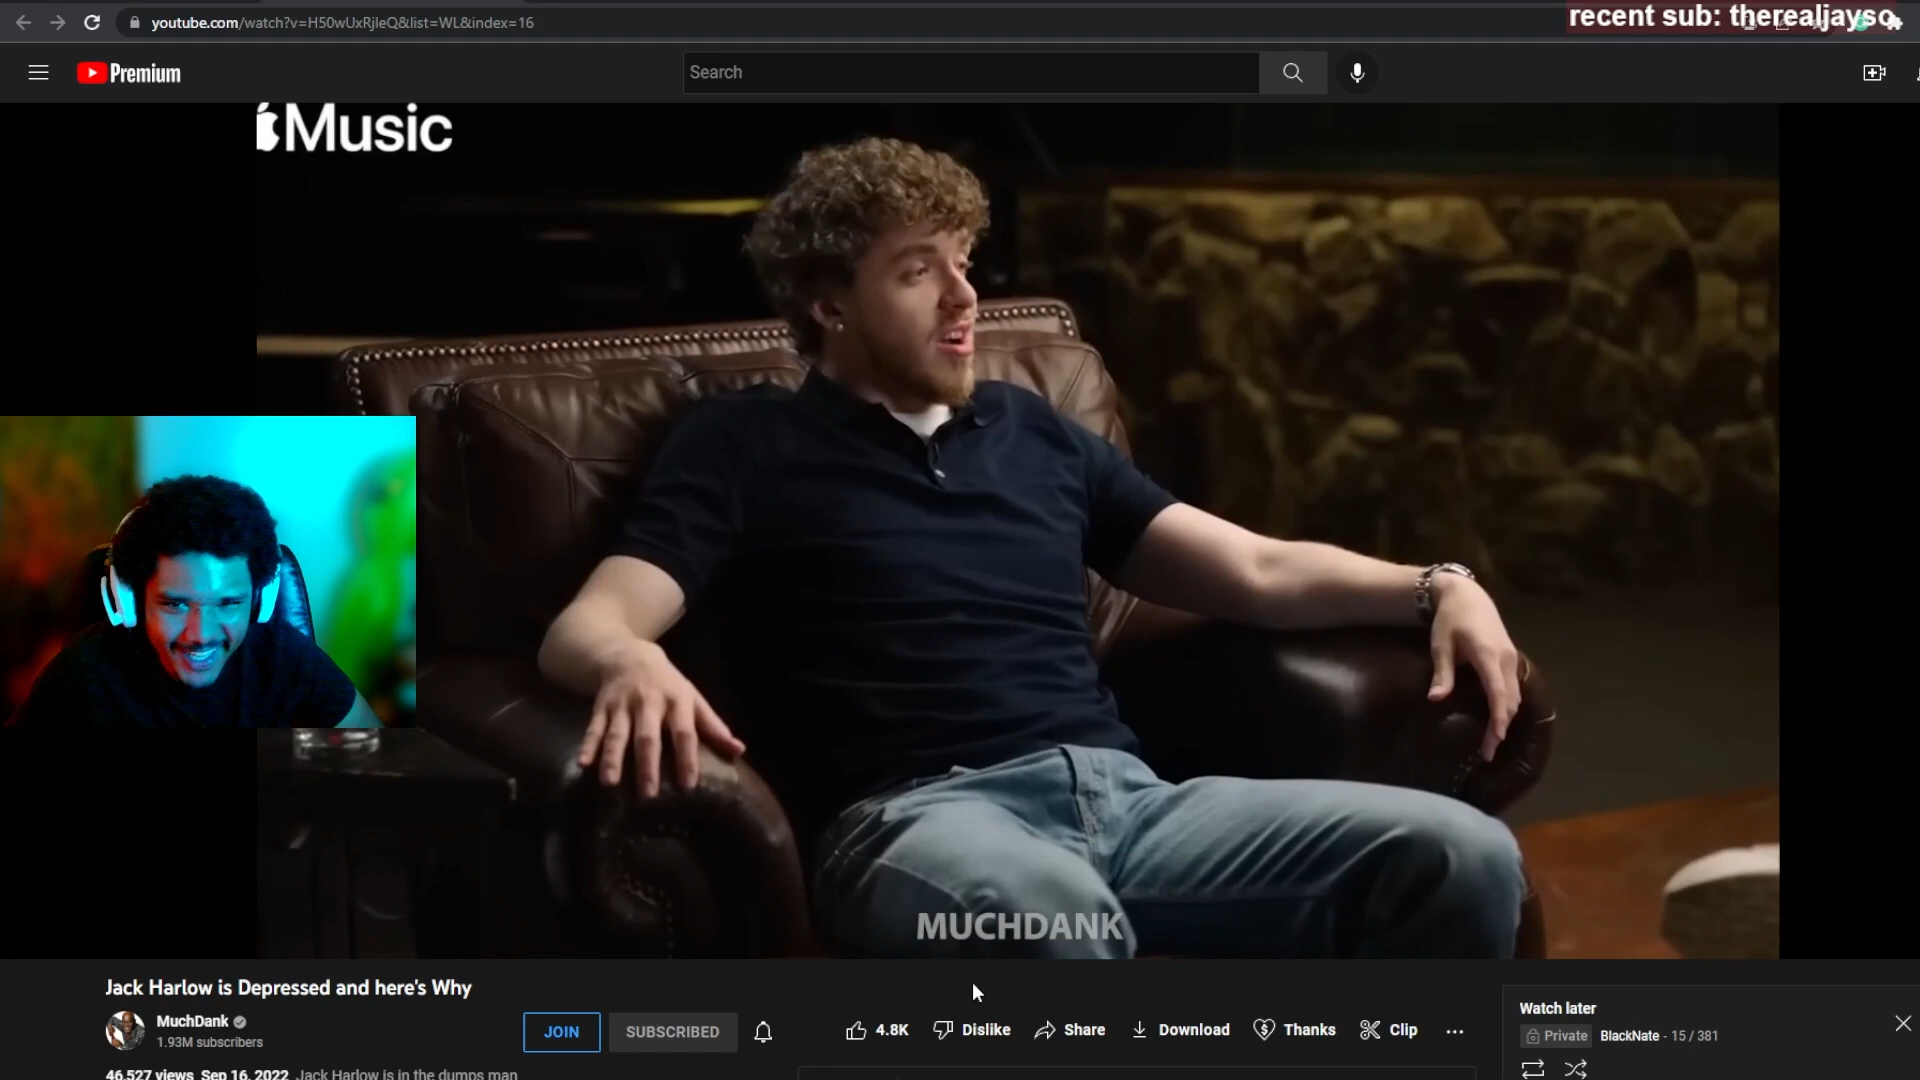 recent sub: therealjayso
youtube.com/watch?v=H50wUxRjleQ&list=WL&index=16
Premium
Search
Music
MUCHDANK
Jack Harlow is Depressed and here's Why
MuchDank
1.93M subscribers
JOIN
SUBSCRIBED
4.8K
Dislike
Share
Download
Thanks
Clip
Watch later
Private
BlackNate - 15 / 381
46,527 views Sep 16, 2022 Jack Harlow is in the dumps man